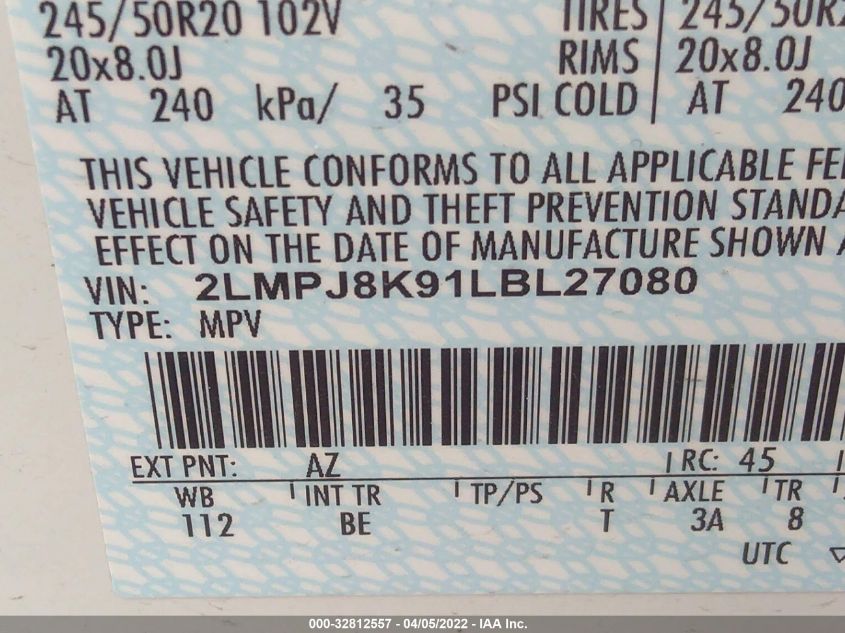 245/50R20 102V TIRES 245/50R2
20x8.0J RIMS 20x8.0J
AT 240 kPa/ 35 PSI COLD AT 240
THIS VEHICLE CONFORMS TO ALL APPLICABLE FE
VEHICLE SAFETY AND THEFT PREVENTION STANDA
EFFECT ON THE DATE OF MANUFACTURE SHOWN A
VIN: 2LMPJ8K91LBL27080
TYPE: MPV
EXT PNT: AZ RC: 45
WB INT TR TP/PS R AXLE TR
112 BE T 3A 8
UTC
000-32812557 - 04/05/2022 - IAA Inc.